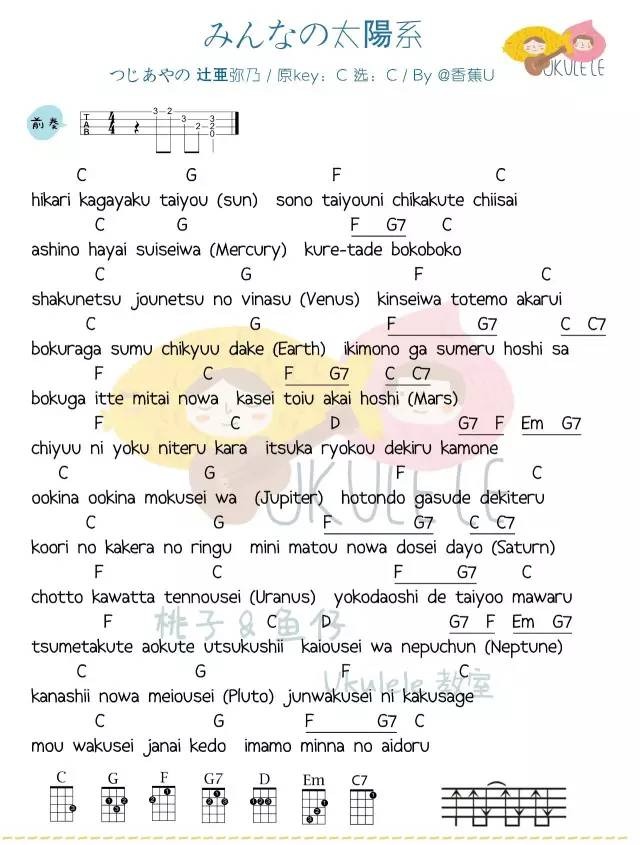 みんなの太陽系
UKULELE
つじあやの 辻亜弥乃 / 原key：C 选：C / By @香蕉U
前奏
T A B 4 4 3 2 3 2 3 2 0
C G F C
hikari kagayaku taiyou (sun) sono taiyouni chikakute chiisai
C G F G7 C
ashino hayai suiseiwa (Mercury) kure-tade bokoboko
C G F C
shakunetsu jounetsu no vinasu (Venus) kinseiwa totemo akarui
C G F G7 C C7
bokuraga sumu chikyuu dake (Earth) ikimono ga sumeru hoshi sa
F C F G7 C C7
bokuga itte mitai nowa kasei toiu akai hoshi (Mars)
F C D G7 F Em G7
chiyuu ni yoku niteru kara itsuka ryokou dekiru kamone
C G F C
ookina ookina mokusei wa (Jupiter) hotondo gasude dekiteru
UKULELE
C G F G7 C C7
koori no kakera no ringu mini matou nowa dosei dayo (Saturn)
F C F G7 C
chotto kawatta tennousei (Uranus) yokodaoshi de taiyoo mawaru
桃子 & 鱼仔
F C D G7 F Em G7
tsumetakute aokute utsukushii kaiousei wa nepuchun (Neptune)
Ukulele 教室
C G F C
kanashii nowa meiousei (Pluto) junwakusei ni kakusage
C G F G7 C
mou wakusei janai kedo imamo minna no aidoru
C G F G7 D Em C7